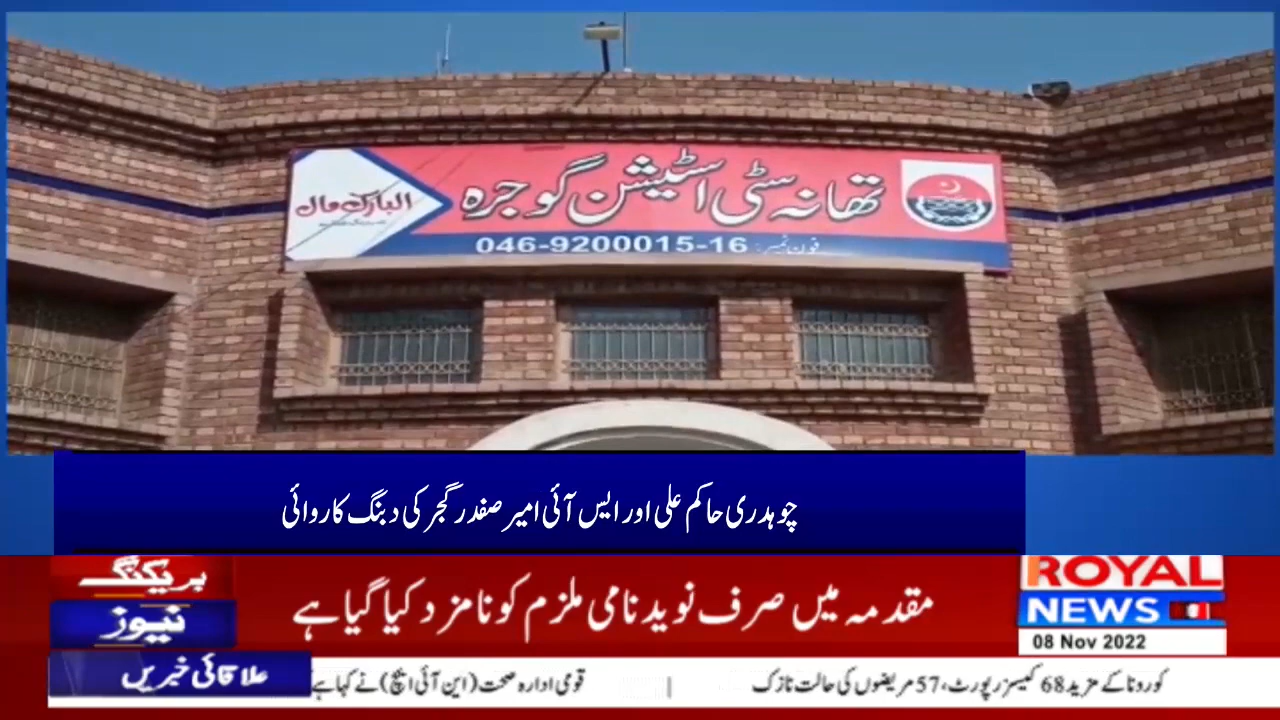 تھانہ سٹی اسٹیشن گوجرہ
المبارک مال
فون نمبر: 046-9200015-16
چوہدری حاکم علی اور ایس آئی امیر صفدر گجر کی دبنگ کاروائی
بریکنگ
نیوز
مقدمہ میں صرف نوید نامی ملزم کو نامزد کیا گیا ہے
ROYAL
NEWS
08 Nov 2022
علاقائی خبریں
کورونا کے مزید 68 کیسز رپورٹ، 57 مریضوں کی حالت نازک | قومی ادارہ صحت (این آئی ایچ) نے کہا ہے